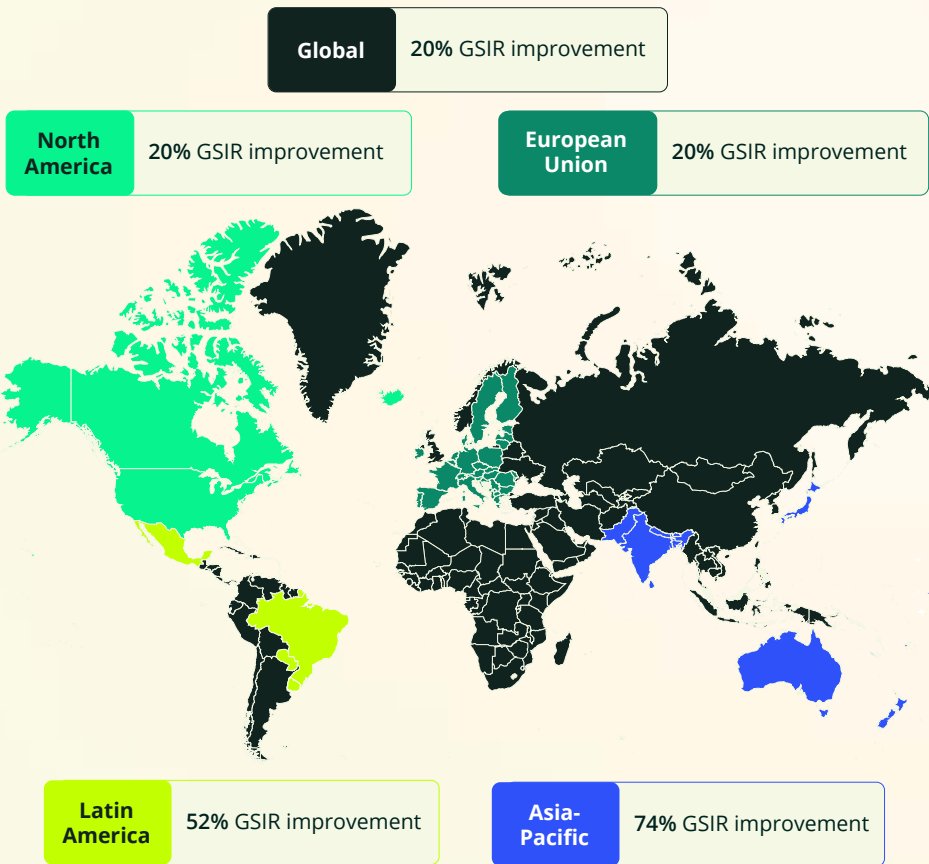 Global
20% GSIR improvement
North
America
20% GSIR improvement
European
Union
20% GSIR improvement
Latin
America
52% GSIR improvement
Asia-
Pacific
74% GSIR improvement